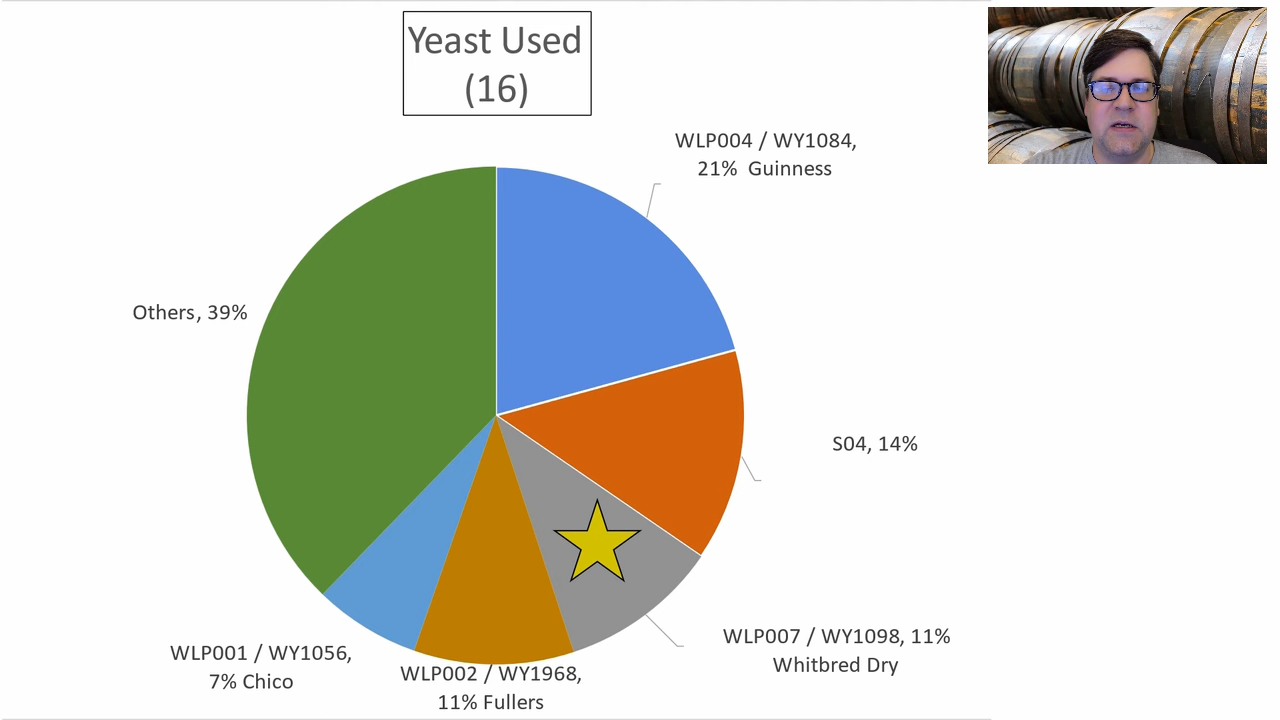 Yeast Used
(16)
WLP004 / WY1084,
21% Guinness
Others, 39%
S04, 14%
WLP007 / WY1098, 11%
Whitbred Dry
WLP001 / WY1056,
7% Chico
WLP002 / WY1968,
11% Fullers